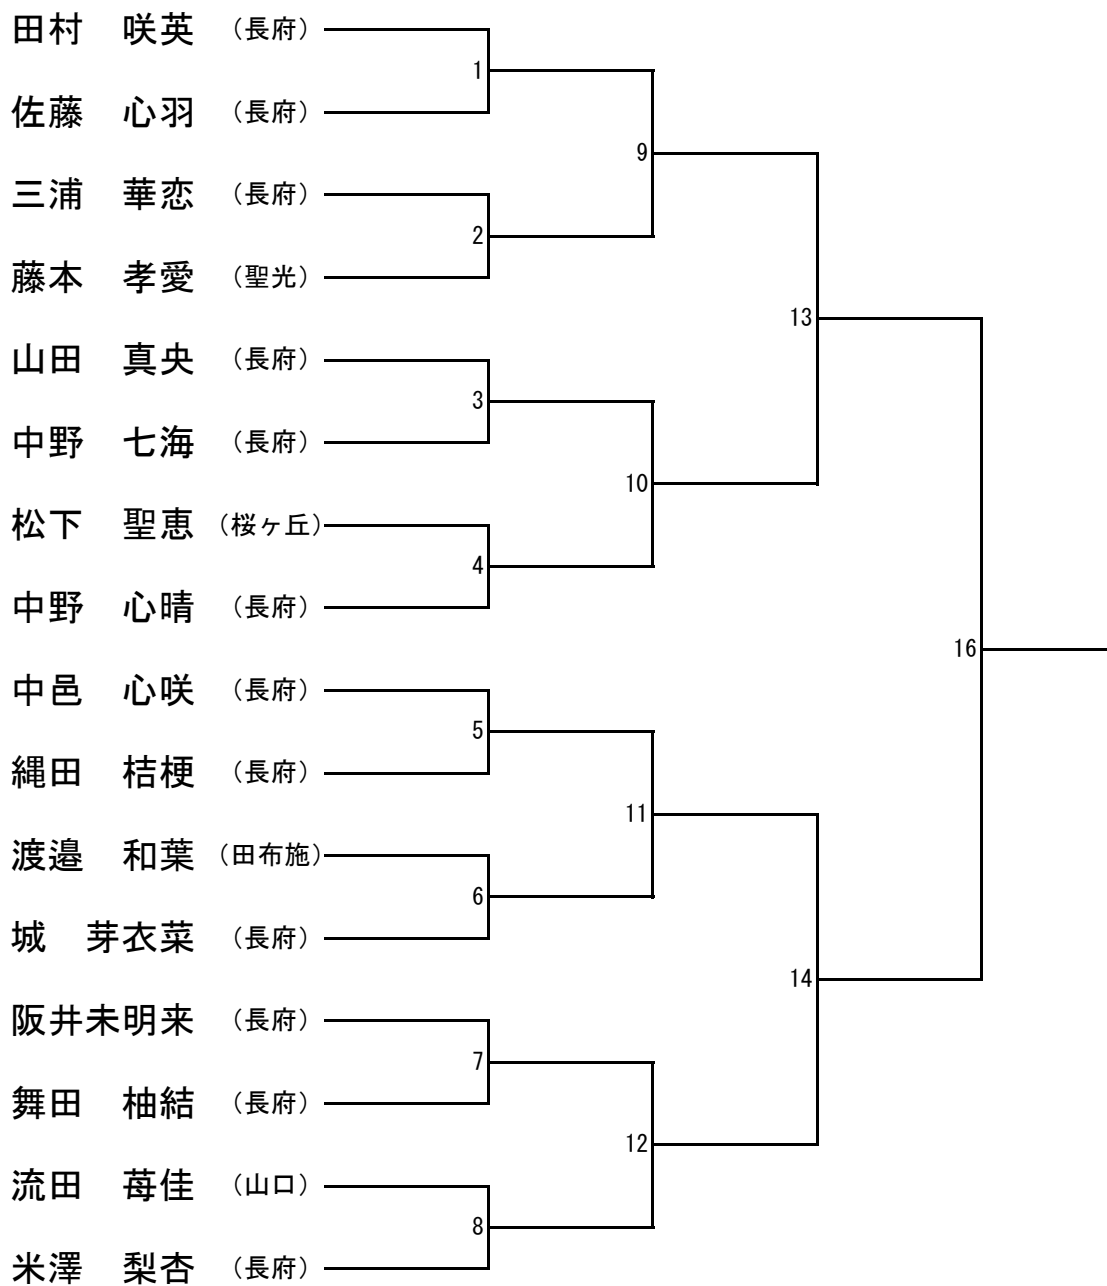 田村　咲英　（長府）
1
佐藤　心羽　（長府）
9
三浦　華恋　（長府）
2
藤本　孝愛　（聖光）
13
山田　真央　（長府）
3
中野　七海　（長府）
10
松下　聖恵　（桜ヶ丘）
4
中野　心晴　（長府）
16
中邑　心咲　（長府）
5
縄田　桔梗　（長府）
11
渡邉　和葉　（田布施）
6
城　芽衣菜　（長府）
14
阪井未明来　（長府）
7
舞田　柚結　（長府）
12
流田　苺佳　（山口）
8
米澤　梨杏　（長府）